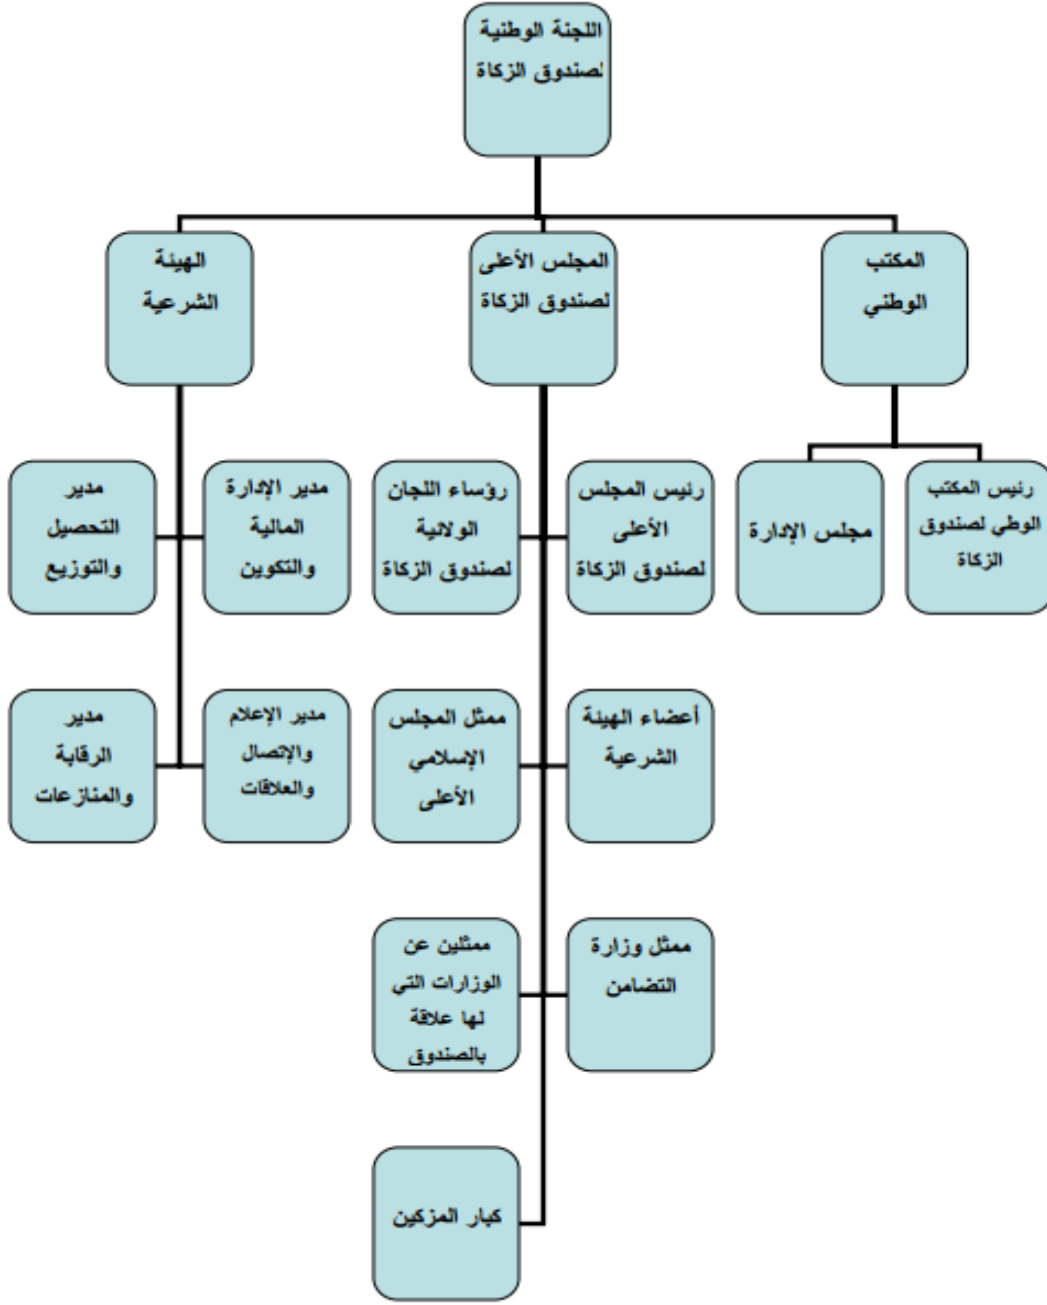 اللجنة الوطنية
لصندوق الزكاة
المكتب
الوطني
المجلس الأعلى
لصندوق الزكاة
الهيئة
الشرعية
رئيس المكتب
الوطي لصندوق
الزكاة
مجلس الإدارة
رئيس المجلس
الأعلى
لصندوق الزكاة
رؤساء اللجان
الولائية
لصندوق الزكاة
مدير الإدارة
المالية
والتكوين
مدير
التحصيل
والتوزيع
أعضاء الهيئة
الشرعية
ممثل المجلس
الإسلامي
الأعلى
مدير الإعلام
والإتصال
والعلاقات
مدير
الرقابة
والمنازعات
ممثل وزارة
التضامن
ممثلين عن
الوزارات التي
لها علاقة
بالصندوق
كبار المزكين